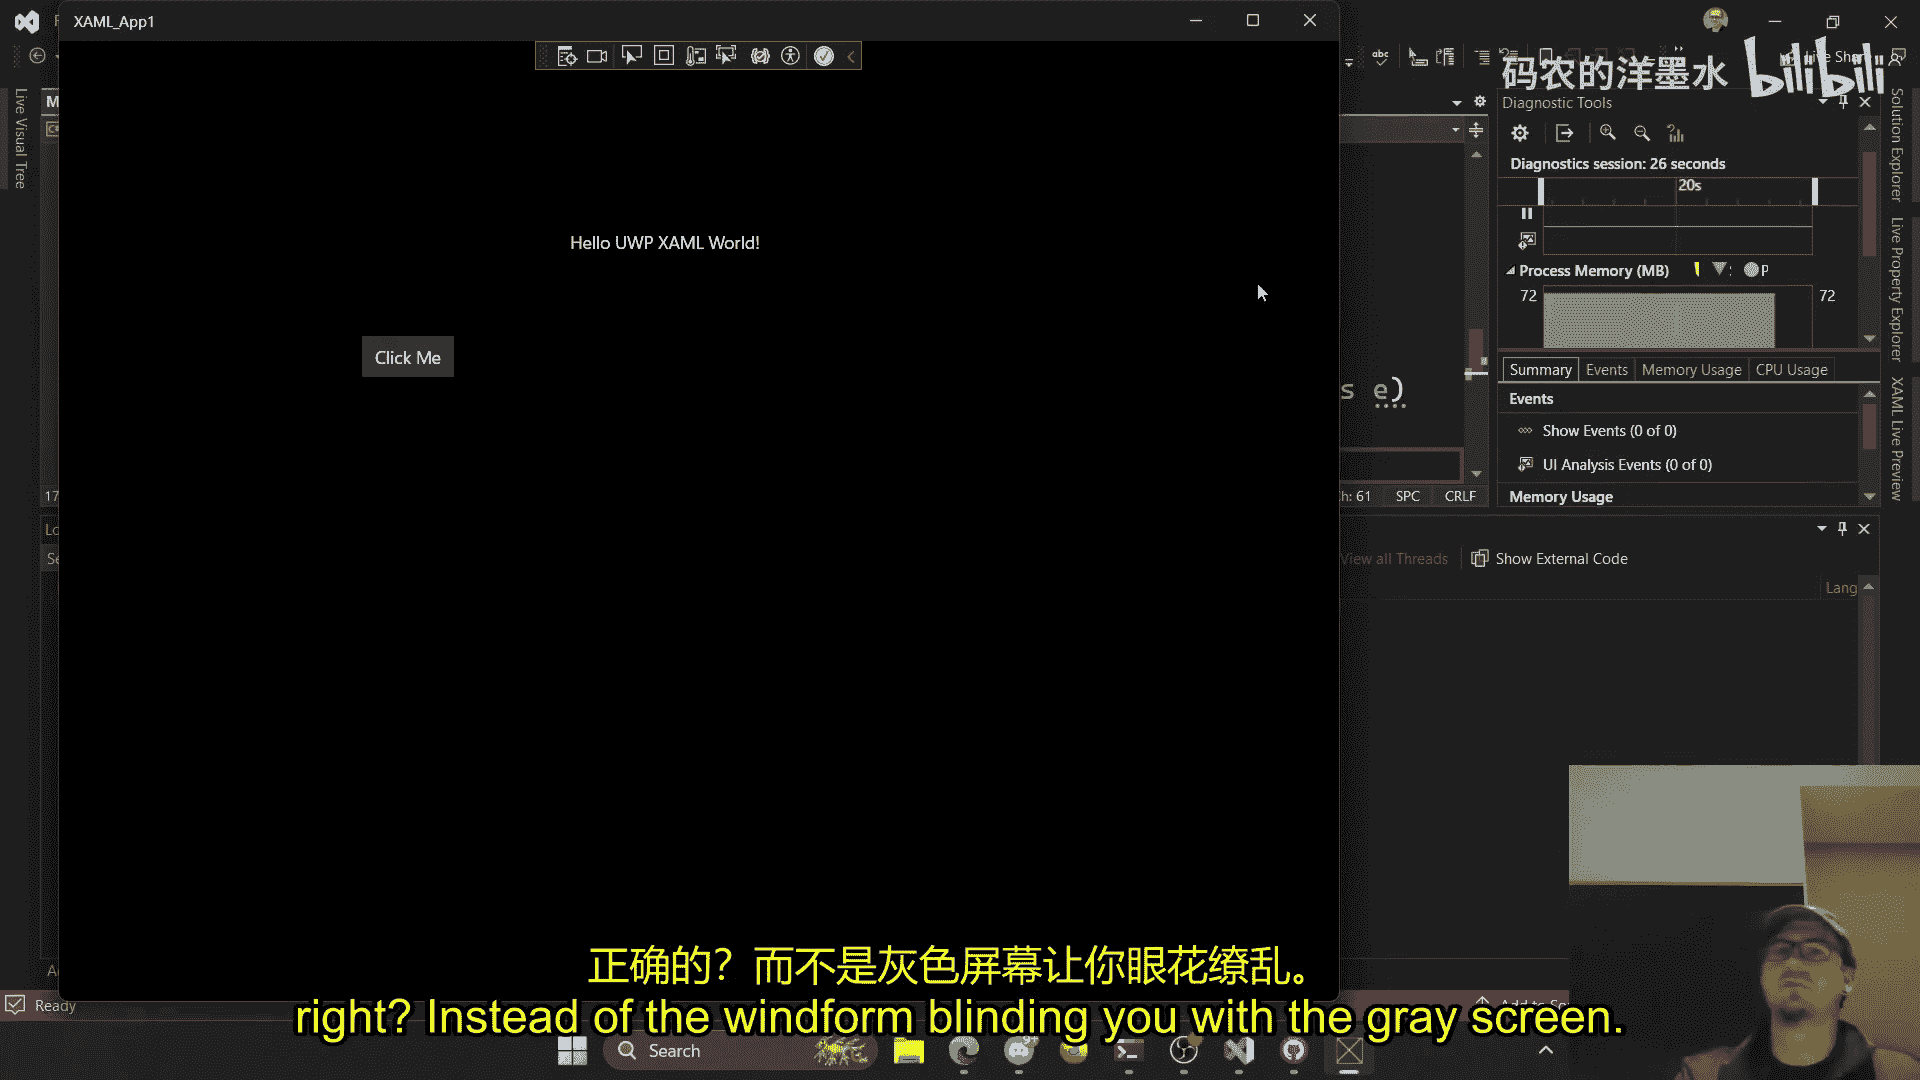 XAML_App1
码农的洋墨水
bilibili
Live Visual Tree
Diagnostic Tools
Diagnostics session: 26 seconds
20s
Hello UWP XAML World!
Process Memory (MB)
P
72
72
Click Me
s e)
Summary
Events
Memory Usage
CPU Usage
Events
Show Events (0 of 0)
UI Analysis Events (0 of 0)
Memory Usage
17
h: 61
SPC
CRLF
Solution Explorer
Live Property Explorer
XAML Live Preview
View all Threads
Show External Code
Lang
正确的？而不是灰色屏幕让你眼花缭乱。
Ready
right? Instead of the windform blinding you with the gray screen.
Search